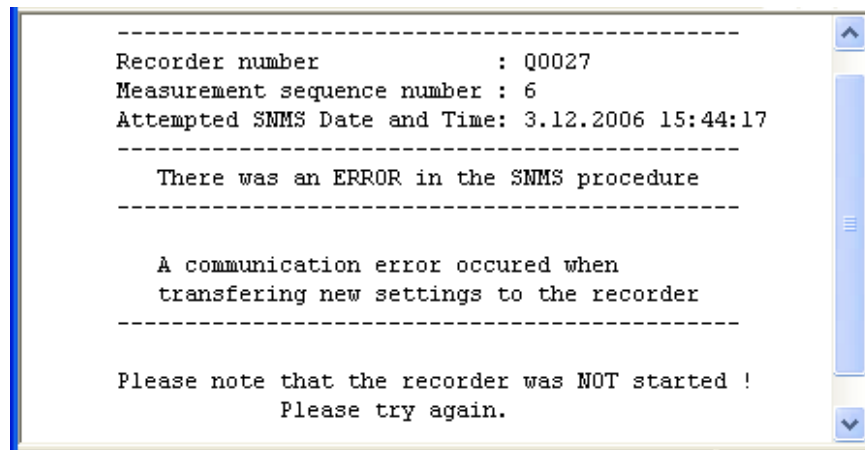 ----------------------------------------------
Recorder number             : Q0027
Measurement sequence number : 6
Attempted SNMS Date and Time: 3.12.2006 15:44:17
----------------------------------------------
There was an ERROR in the SNMS procedure
----------------------------------------------
A communication error occured when
transfering new settings to the recorder
----------------------------------------------
Please note that the recorder was NOT started !
Please try again.